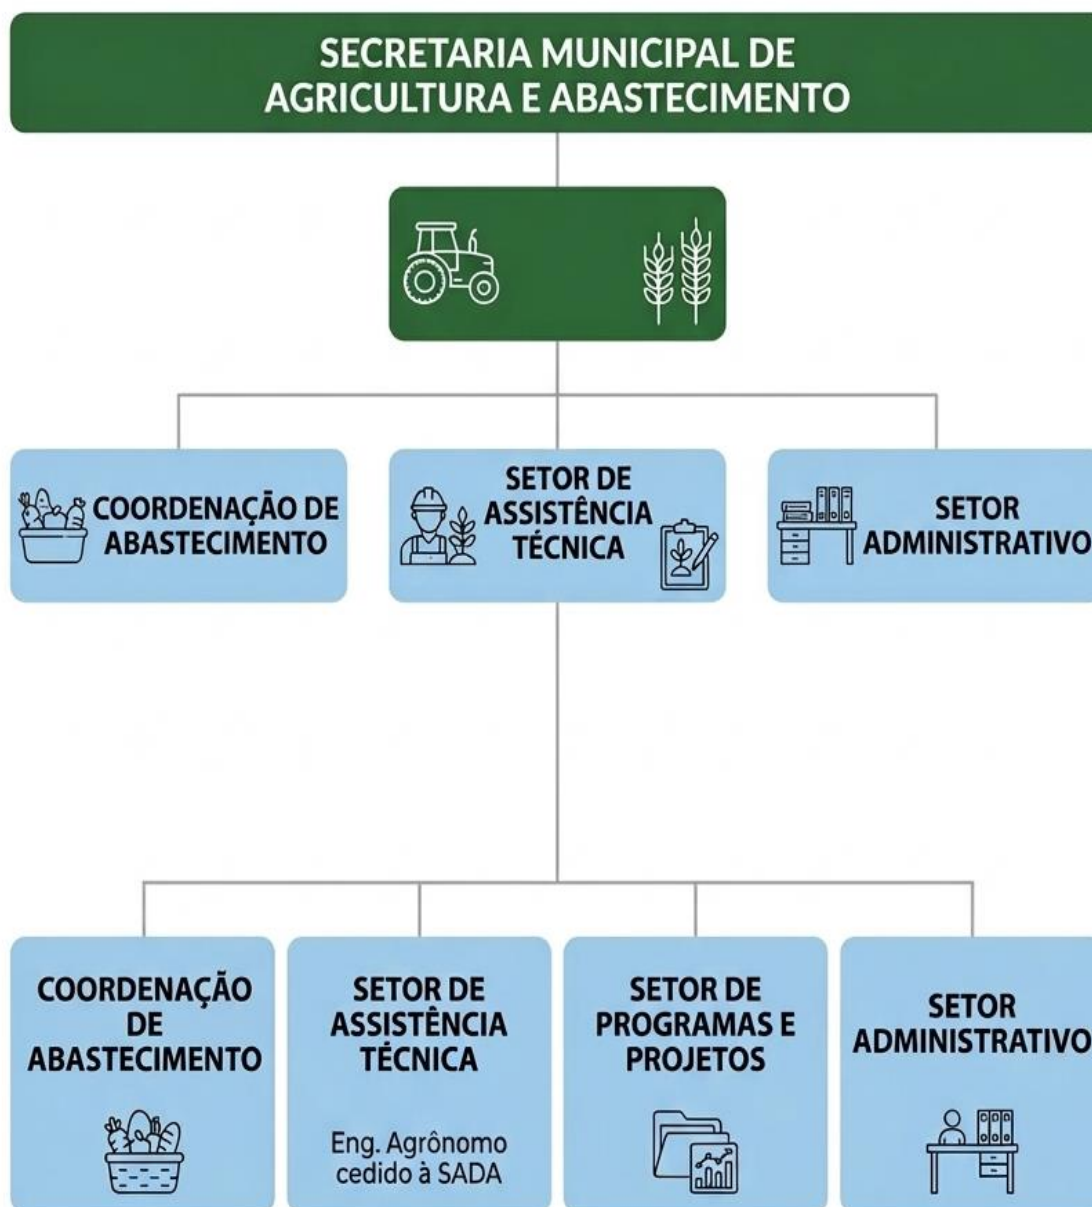 SECRETARIA MUNICIPAL DE
AGRICULTURA E ABASTECIMENTO
COORDENAÇÃO DE
ABASTECIMENTO
SETOR DE
ASSISTÊNCIA
TÉCNICA
SETOR
ADMINISTRATIVO
COORDENAÇÃO
DE
ABASTECIMENTO
SETOR DE
ASSISTÊNCIA
TÉCNICA
Eng. Agrônomo
cedido à SADA
SETOR DE
PROGRAMAS E
PROJETOS
SETOR
ADMINISTRATIVO